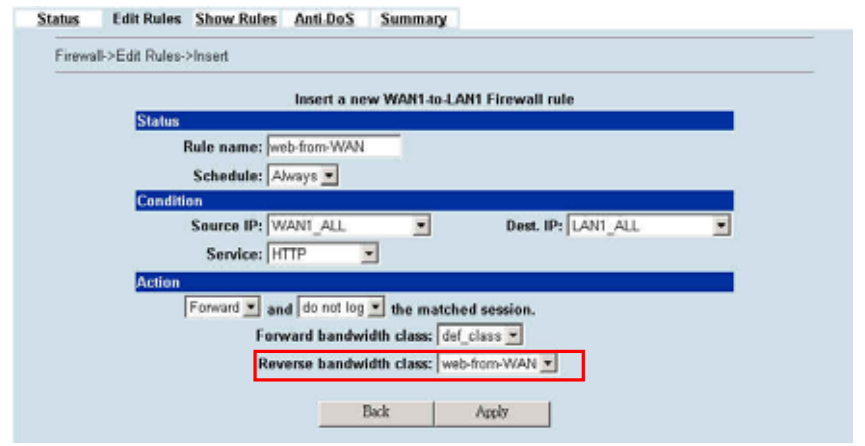 Status Edit Rules Show Rules Anti-DoS Summary
Firewall->Edit Rules->Insert
Insert a new WAN1-to-LAN1 Firewall rule
Status
Rule name: web-from-WAN
Schedule: Always
Condition
Source IP: WAN1_ALL Dest. IP: LAN1_ALL
Service: HTTP
Action
Forward and do not log the matched session.
Forward bandwidth class: def_class
Reverse bandwidth class: web-from-WAN
Back Apply